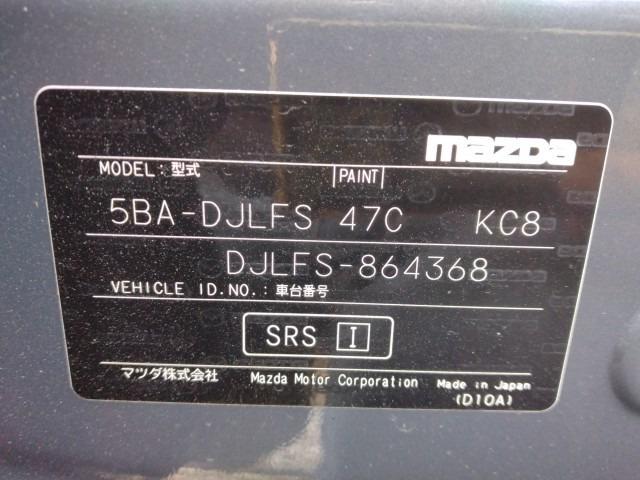 mazda
MODEL:型式 |PAINT|
5BA-DJLFS 47C KC8
DJLFS-864368
VEHICLE ID.NO.:車台番号
SRS I
マツダ株式会社 Mazda Motor Corporation Made in Japan
(D10A)